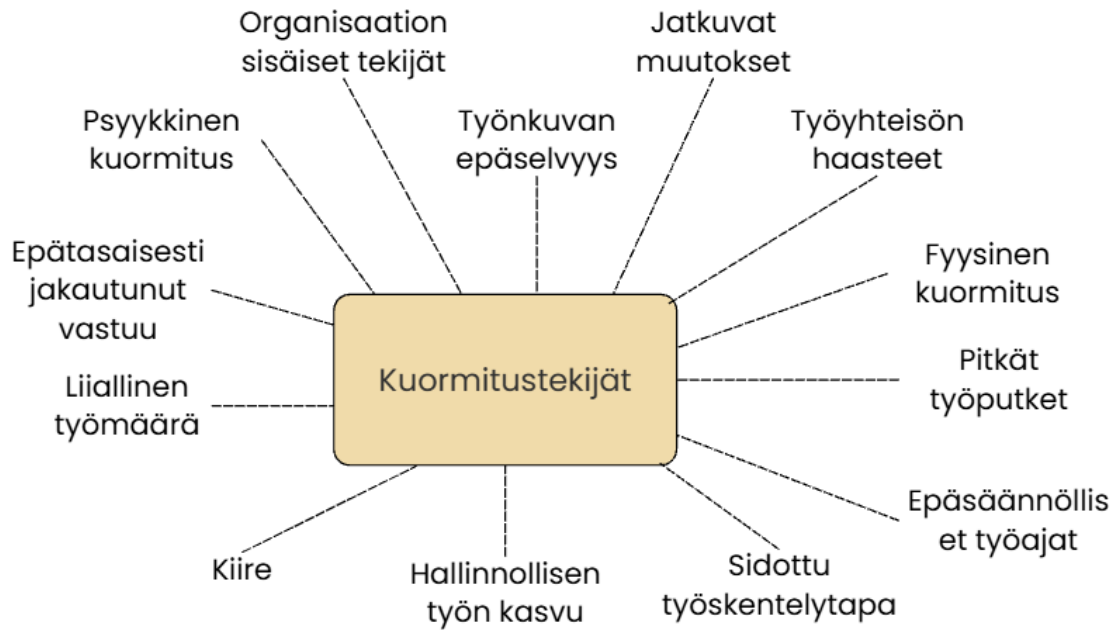 Organisaation
sisäiset tekijät
Jatkuvat
muutokset
Psyykkinen
kuormitus
Työnkuvan
epäselvyys
Työyhteisön
haasteet
Epätasaisesti
jakautunut
vastuu
Fyysinen
kuormitus
Liiallinen
työmäärä
Kuormitustekijät
Pitkät
työputket
Epäsäännöllis
et työajat
Kiire
Hallinnollisen
työn kasvu
Sidottu
työskentelytapa